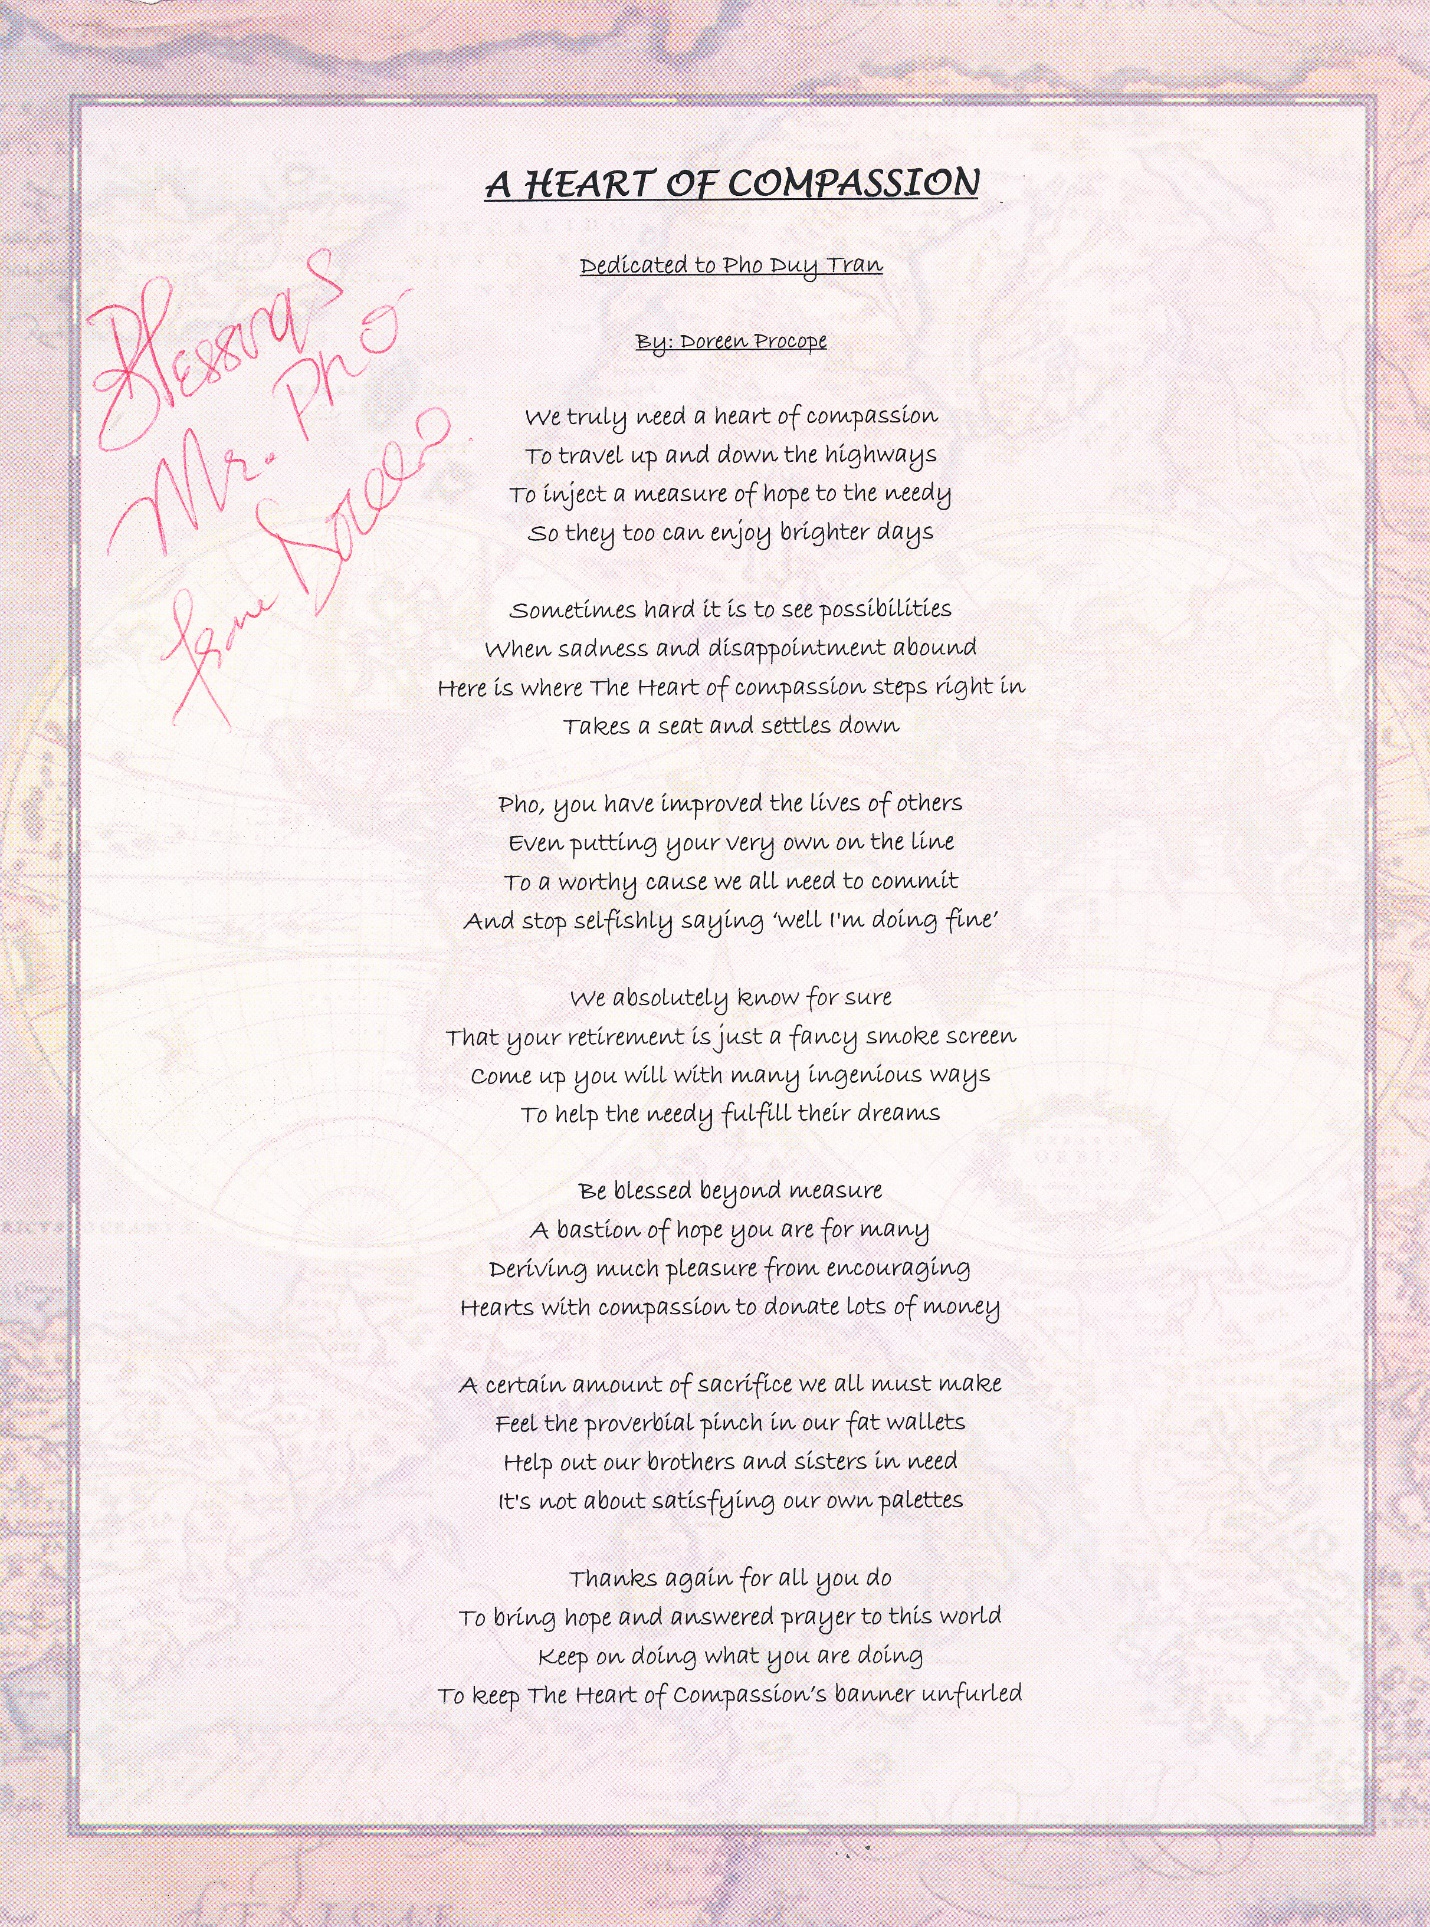 A HEART OF COMPASSION
Dedicated to Pho Duy Tran
By: Doreen Procope
Blessings
Mr. Pho
from Doreen
We truly need a heart of compassion
To travel up and down the highways
To inject a measure of hope to the needy
So they too can enjoy brighter days
Sometimes hard it is to see possibilities
When sadness and disappointment abound
Here is where The Heart of compassion steps right in
Takes a seat and settles down
Pho, you have improved the lives of others
Even putting your very own on the line
To a worthy cause we all need to commit
And stop selfishly saying ‘well I'm doing fine’
We absolutely know for sure
That your retirement is just a fancy smoke screen
Come up you will with many ingenious ways
To help the needy fulfill their dreams
Be blessed beyond measure
A bastion of hope you are for many
Deriving much pleasure from encouraging
Hearts with compassion to donate lots of money
A certain amount of sacrifice we all must make
Feel the proverbial pinch in our fat wallets
Help out our brothers and sisters in need
It's not about satisfying our own palettes
Thanks again for all you do
To bring hope and answered prayer to this world
Keep on doing what you are doing
To keep The Heart of Compassion’s banner unfurled